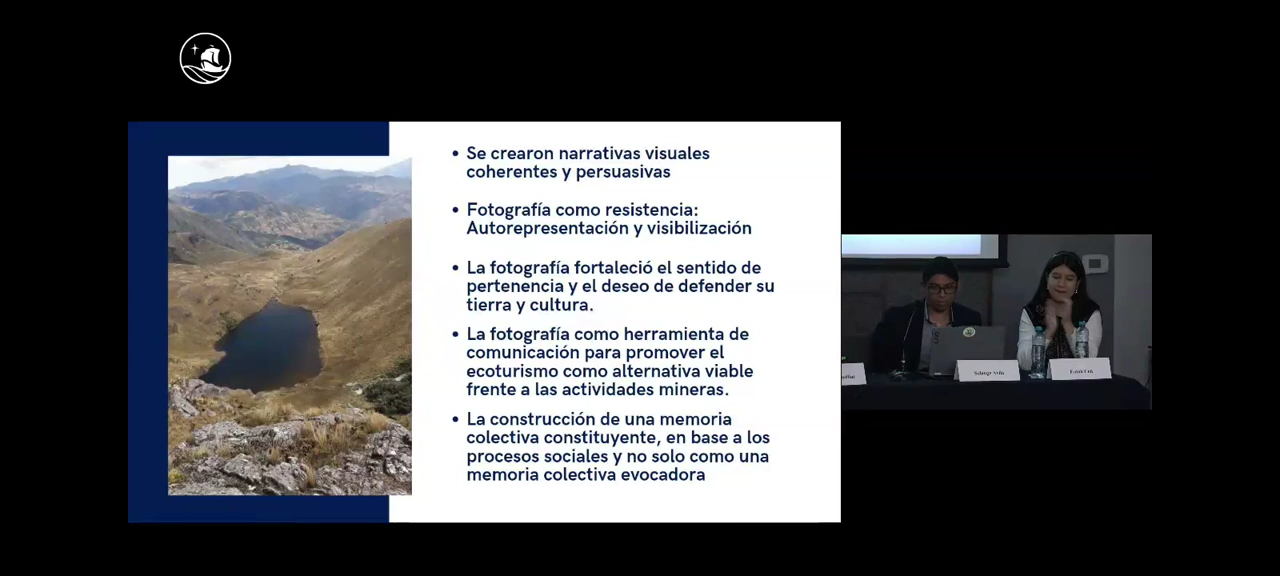 • Se crearon narrativas visuales
coherentes y persuasivas
• Fotografía como resistencia:
Autorepresentación y visibilización
• La fotografía fortaleció el sentido de
pertenencia y el deseo de defender su
tierra y cultura.
• La fotografía como herramienta de
comunicación para promover el
ecoturismo como alternativa viable
frente a las actividades mineras.
• La construcción de una memoria
colectiva constituyente, en base a los
procesos sociales y no solo como una
memoria colectiva evocadora